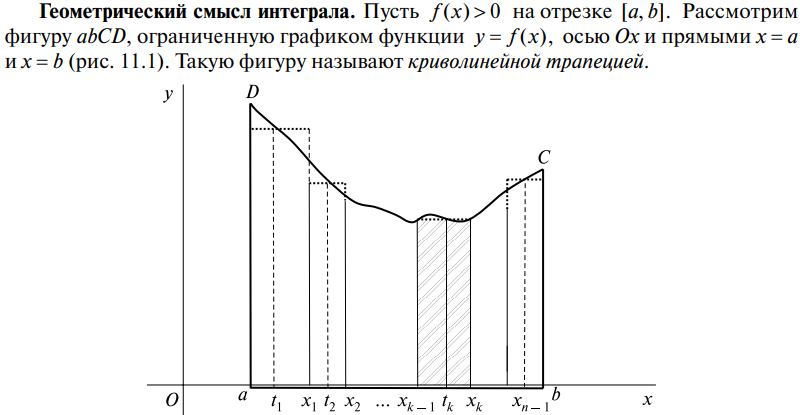 Геометрический смысл интеграла. Пусть f(x) > 0 на отрезке [a, b]. Рассмотрим
фигуру abCD, ограниченную графиком функции y = f(x), осью Ox и прямыми x = a
и x = b (рис. 11.1). Такую фигуру называют криволинейной трапецией.
y
D
C
O
a
t₁
x₁
t₂
x₂
...
xₖ₋₁
tₖ
xₖ
xₙ₋₁
b
x